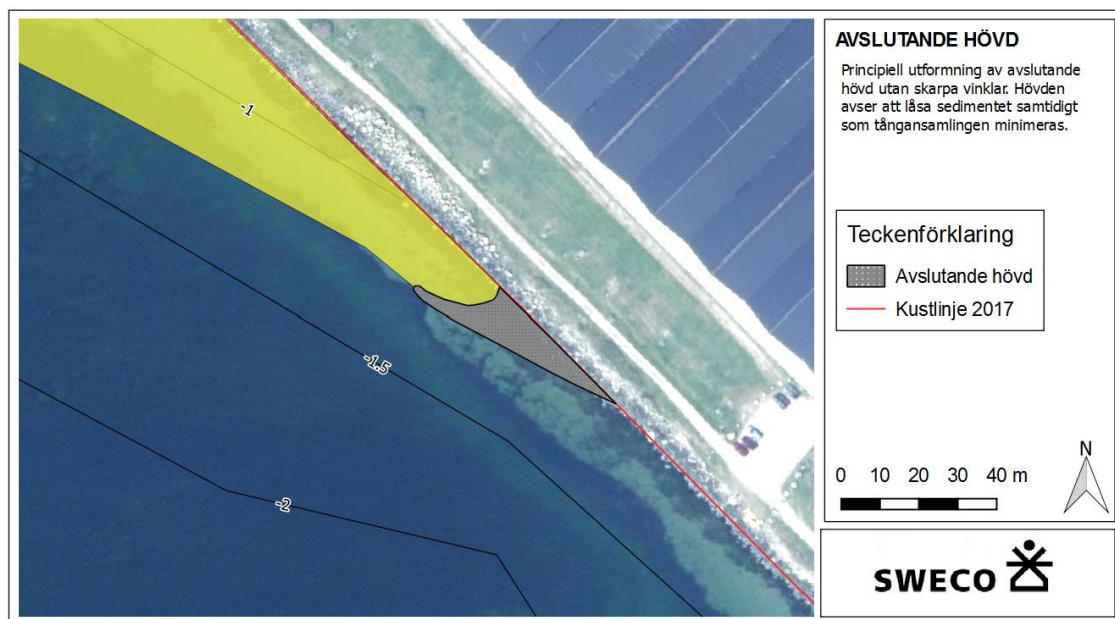 AVSLUTANDE HÖVD
Principiell utformning av avslutande
hövd utan skarpa vinklar. Hövden
avser att låsa sedimentet samtidigt
som tångansamlingen minimeras.
Teckenförklaring
Avslutande hövd
Kustlinje 2017
N
0 10 20 30 40 m
SWECO
-1
-1.5
-2